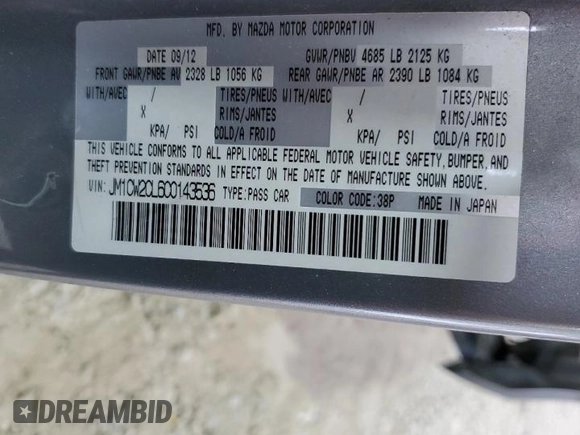 MFD. BY MAZDA MOTOR CORPORATION
DATE 09/12 GVWR/PNBV 4685 LB 2125 KG
FRONT GAWR/PNBE AV 2328 LB 1056 KG REAR GAWR/PNBE AR 2390 LB 1084 KG
WITH/AVEC / TIRES/PNEUS WITH/AVEC / TIRES/PNEUS
X RIMS/JANTES X RIMS/JANTES
KPA/ PSI COLD/A FROID KPA/ PSI COLD/A FROID
THIS VEHICLE CONFORMS TO ALL APPLICABLE FEDERAL MOTOR VEHICLE SAFETY, BUMPER, AND
THEFT PREVENTION STANDARDS IN EFFECT ON THE DATE OF MANUFACTURE SHOWN ABOVE.
VIN: JM1CW2CL6C0143536 TYPE:PASS CAR COLOR CODE:38P MADE IN JAPAN
DREAMBID